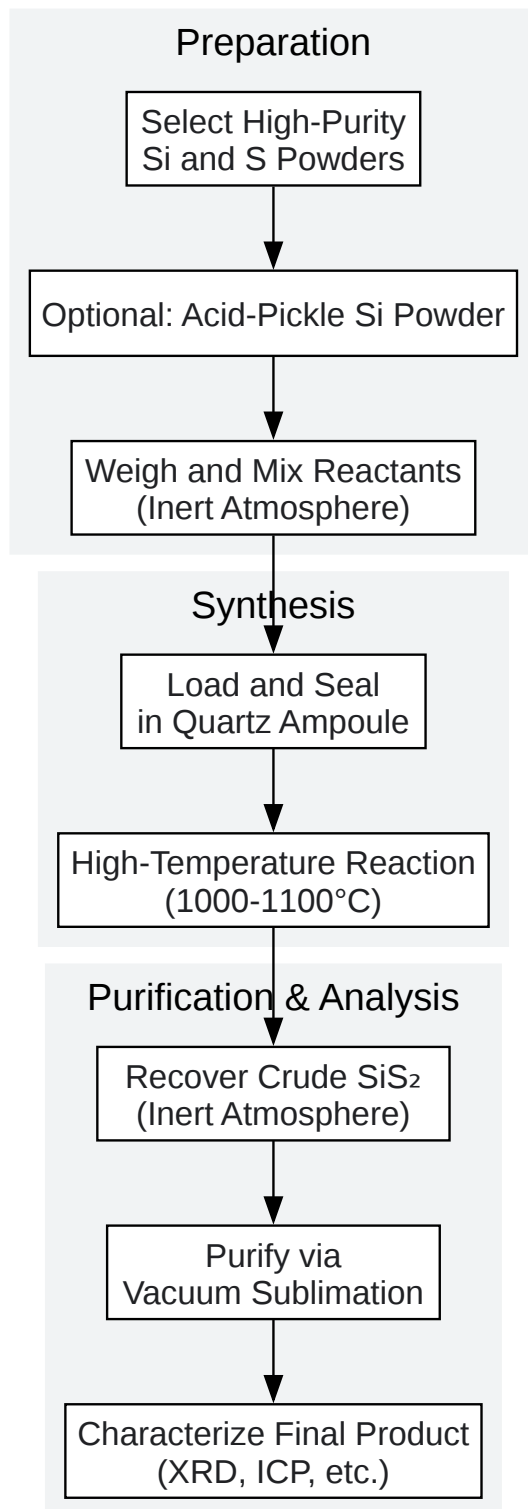 Preparation
Select High-Purity
Si and S Powders
Optional: Acid-Pickle Si Powder
Weigh and Mix Reactants
(Inert Atmosphere)
Synthesis
Load and Seal
in Quartz Ampoule
High-Temperature Reaction
(1000-1100°C)
Purification & Analysis
Recover Crude SiS₂
(Inert Atmosphere)
Purify via
Vacuum Sublimation
Characterize Final Product
(XRD, ICP, etc.)